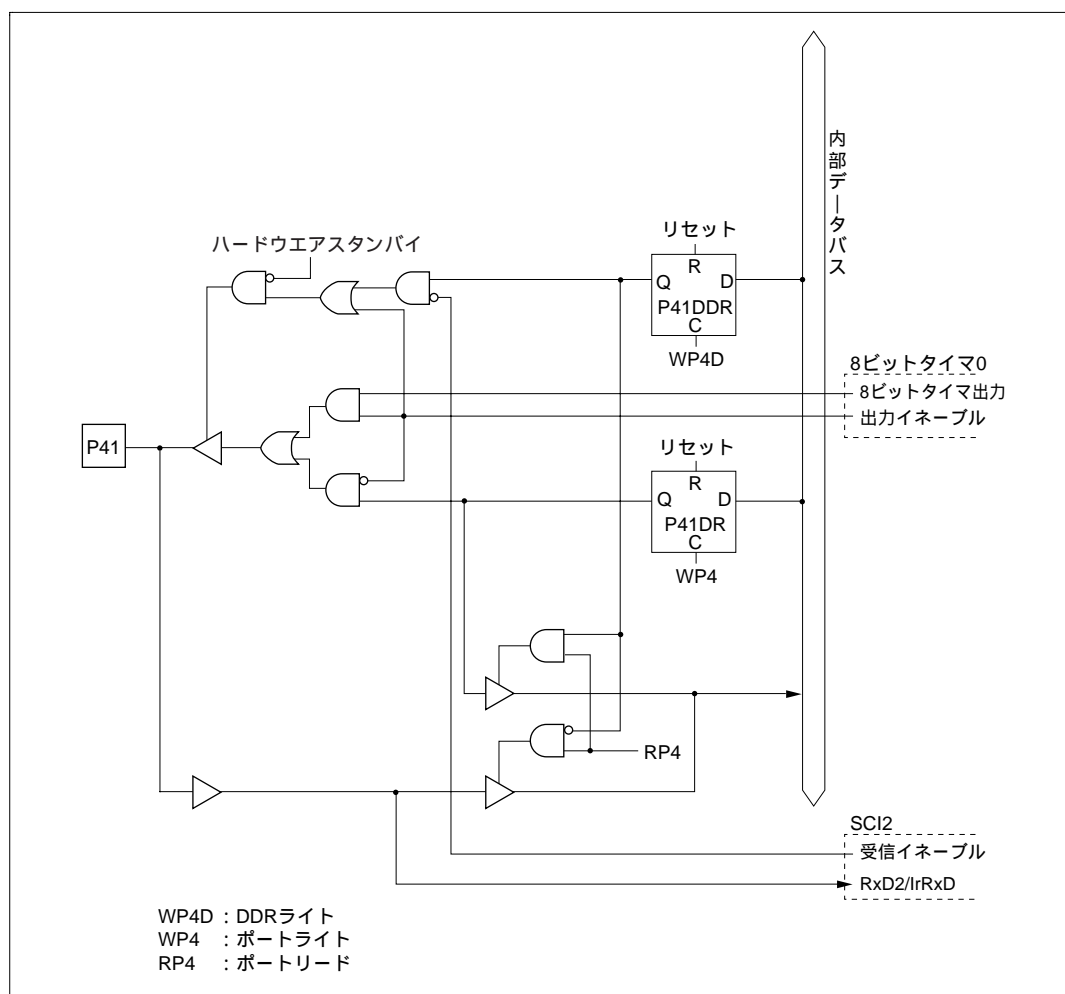 内部データバス
リセット
ハードウエアスタンバイ
R
Q D
P41DDR
C
WP4D
8ビットタイマ0
8ビットタイマ出力
出力イネーブル
P41
リセット
R
Q D
P41DR
C
WP4
RP4
SCI2
受信イネーブル
RxD2/IrRxD
WP4D : DDRライト
WP4 : ポートライト
RP4 : ポートリード